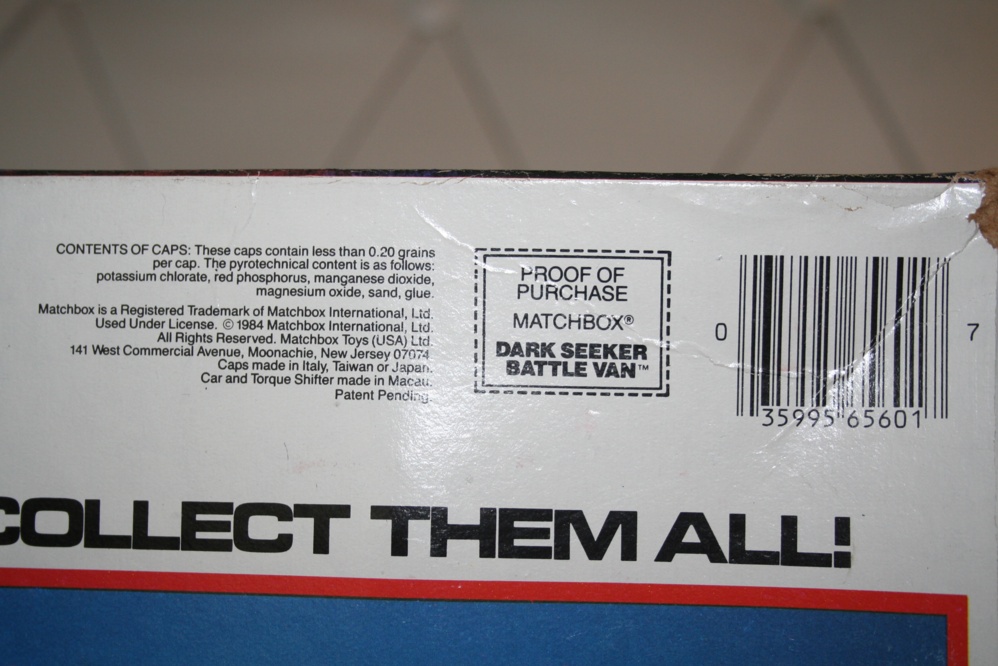 CONTENTS OF CAPS: These caps contain less than 0.20 grains
per cap. The pyrotechnical content is as follows:
potassium chlorate, red phosphorus, manganese dioxide,
magnesium oxide, sand, glue.
Matchbox is a Registered Trademark of Matchbox International, Ltd.
Used Under License. © 1984 Matchbox International, Ltd.
All Rights Reserved. Matchbox Toys (USA) Ltd.
141 West Commercial Avenue, Moonachie, New Jersey 07074
Caps made in Italy, Taiwan or Japan.
Car and Torque Shifter made in Macau.
Patent Pending.
PROOF OF
PURCHASE
MATCHBOX®
DARK SEEKER
BATTLE VAN™
0 35995 65601 7
COLLECT THEM ALL!